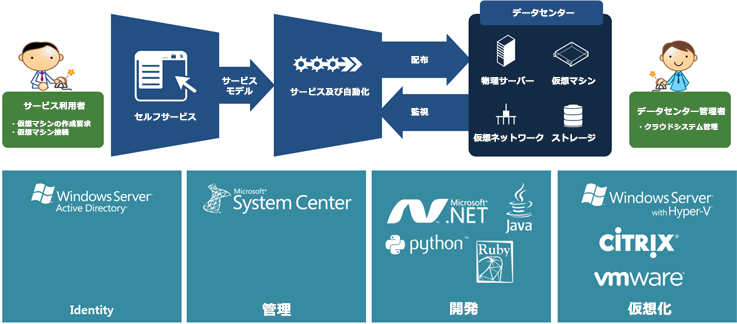 データセンター
サービス利用者
・仮想マシンの作成要求
・仮想マシン接続
セルフサービス
サービス
モデル
サービス及び自動化
配布
監視
物理サーバー
仮想マシン
仮想ネットワーク
ストレージ
データセンター管理者
・クラウドシステム管理
Windows Server
Active Directory
Identity
Microsoft
System Center
管理
Microsoft
.NET
Java
python
Ruby
開発
Windows Server
with Hyper-V
CiTRIX
vmware
仮想化